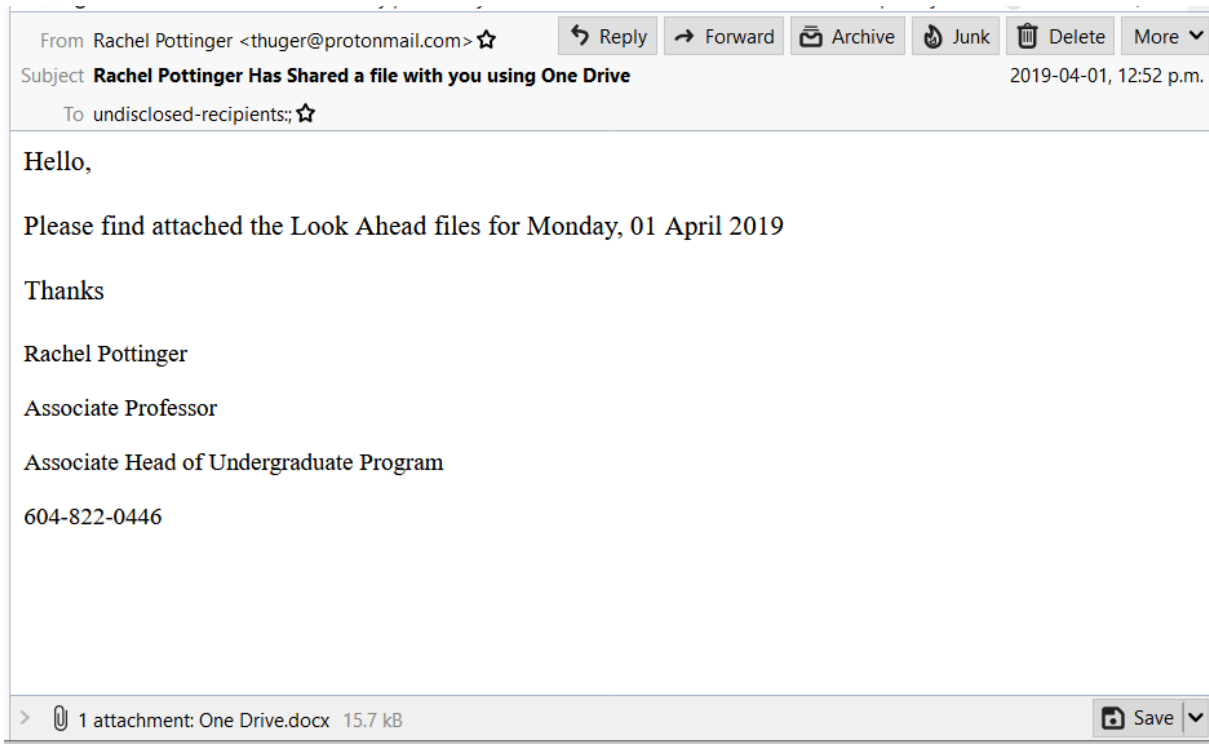 From Rachel Pottinger <thuger@protonmail.com> Reply Forward Archive Junk Delete More
Subject Rachel Pottinger Has Shared a file with you using One Drive 2019-04-01, 12:52 p.m.
To undisclosed-recipients:;
Hello,
Please find attached the Look Ahead files for Monday, 01 April 2019
Thanks
Rachel Pottinger
Associate Professor
Associate Head of Undergraduate Program
604-822-0446
1 attachment: One Drive.docx 15.7 kB Save